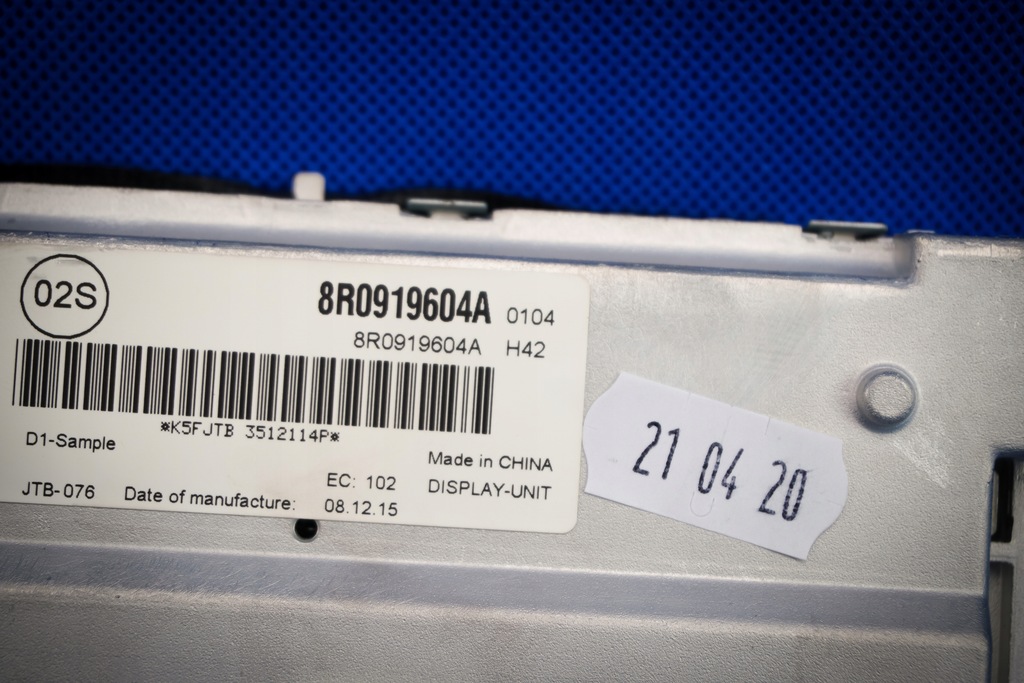 02S
8R0919604A 0104
8R0919604A H42
*K5FJTB 3512114P*
D1-Sample
Made in CHINA
EC: 102 DISPLAY-UNIT
JTB-076 Date of manufacture: 08.12.15
21 04 20